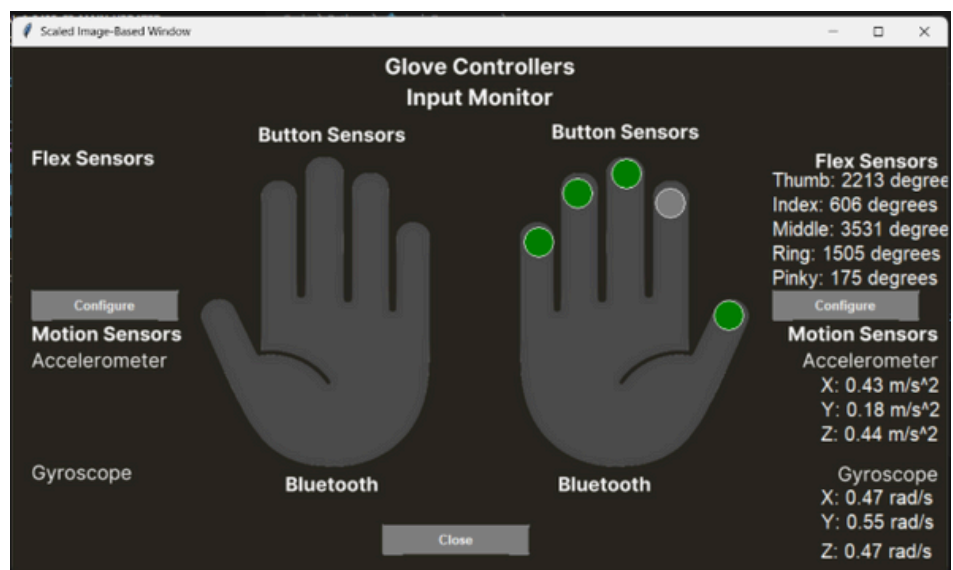 Scaled Image-Based Window
Glove Controllers
Input Monitor
Button Sensors
Button Sensors
Flex Sensors
Configure
Motion Sensors
Accelerometer
Gyroscope
Bluetooth
Bluetooth
Close
Flex Sensors
Thumb: 2213 degree
Index: 606 degrees
Middle: 3531 degree
Ring: 1505 degrees
Pinky: 175 degrees
Configure
Motion Sensors
Accelerometer
X: 0.43 m/s^2
Y: 0.18 m/s^2
Z: 0.44 m/s^2
Gyroscope
X: 0.47 rad/s
Y: 0.55 rad/s
Z: 0.47 rad/s